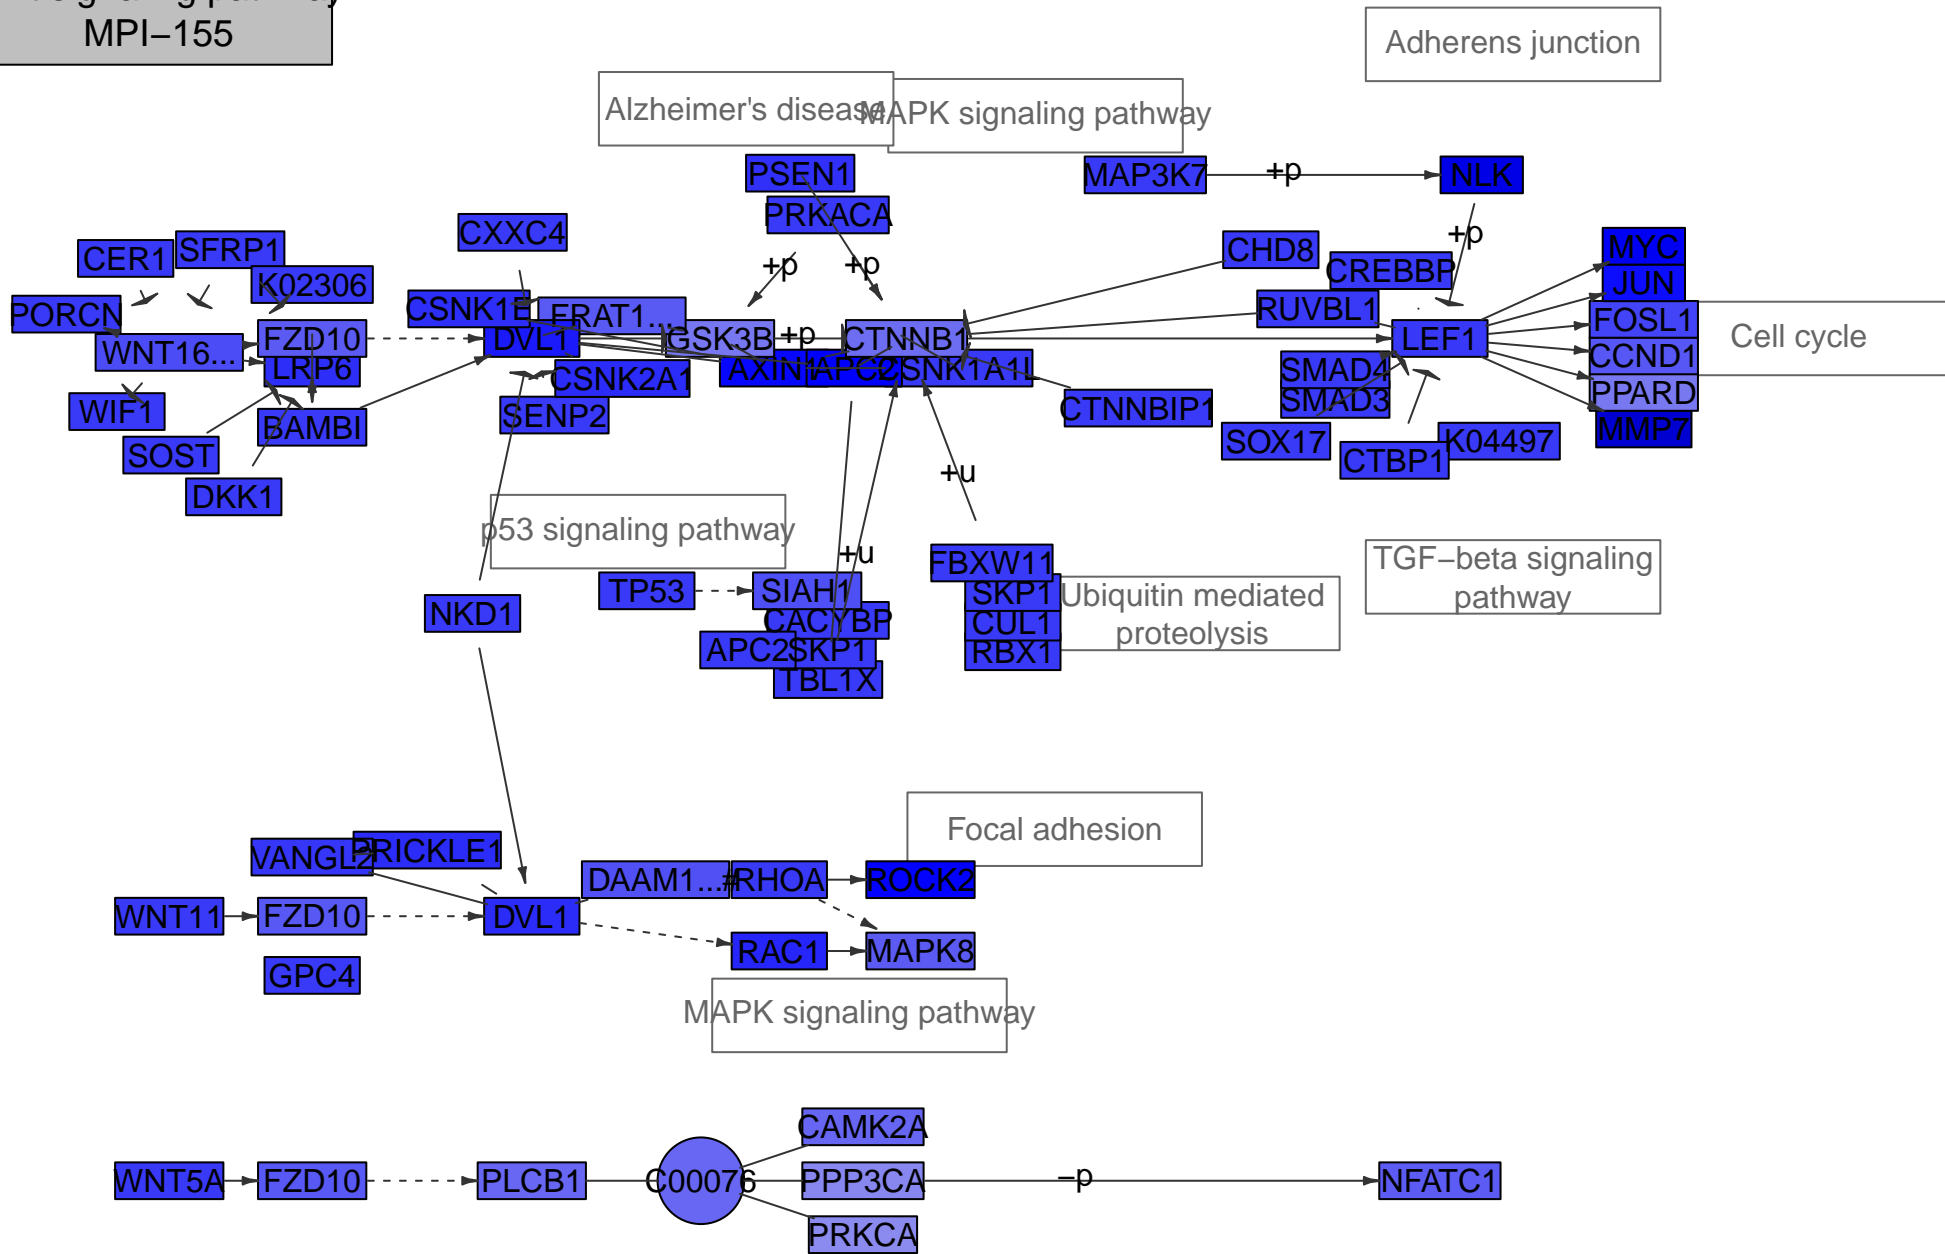 signaling pathway
MPI−155
Adherens junction
Alzheimer's disease
MAPK signaling pathway
PSEN1
MAP3K7
+p
NLK
PRKACA
CXXC4
CER1
SFRP1
K02306
+p
+p
+p
CHD8
CREBBP
MYC
JUN
PORCN
CSNK1E
FRAT1...
RUVBL1
FOSL1
WNT16...
FZD10
DVL1
GSK3B
+p
CTNNB1
LEF1
Cell cycle
CCND1
LRP6
CSNK2A1
AXIN1
APC2
CSNK1A1L
SMAD4
PPARD
WIF1
BAMBI
SENP2
CTNNBIP1
SMAD3
MMP7
SOST
SOX17
CTBP1
K04497
DKK1
+u
p53 signaling pathway
+u
FBXW11
TGF−beta signaling
pathway
TP53
SIAH1
SKP1
Ubiquitin mediated
proteolysis
NKD1
CACYBP
CUL1
APC2
SKP1
RBX1
TBL1X
Focal adhesion
VANGL2
PRICKLE1
DAAM1...
#
RHOA
ROCK2
WNT11
FZD10
DVL1
RAC1
MAPK8
GPC4
MAPK signaling pathway
CAMK2A
WNT5A
FZD10
PLCB1
C00076
PPP3CA
−p
NFATC1
PRKCA